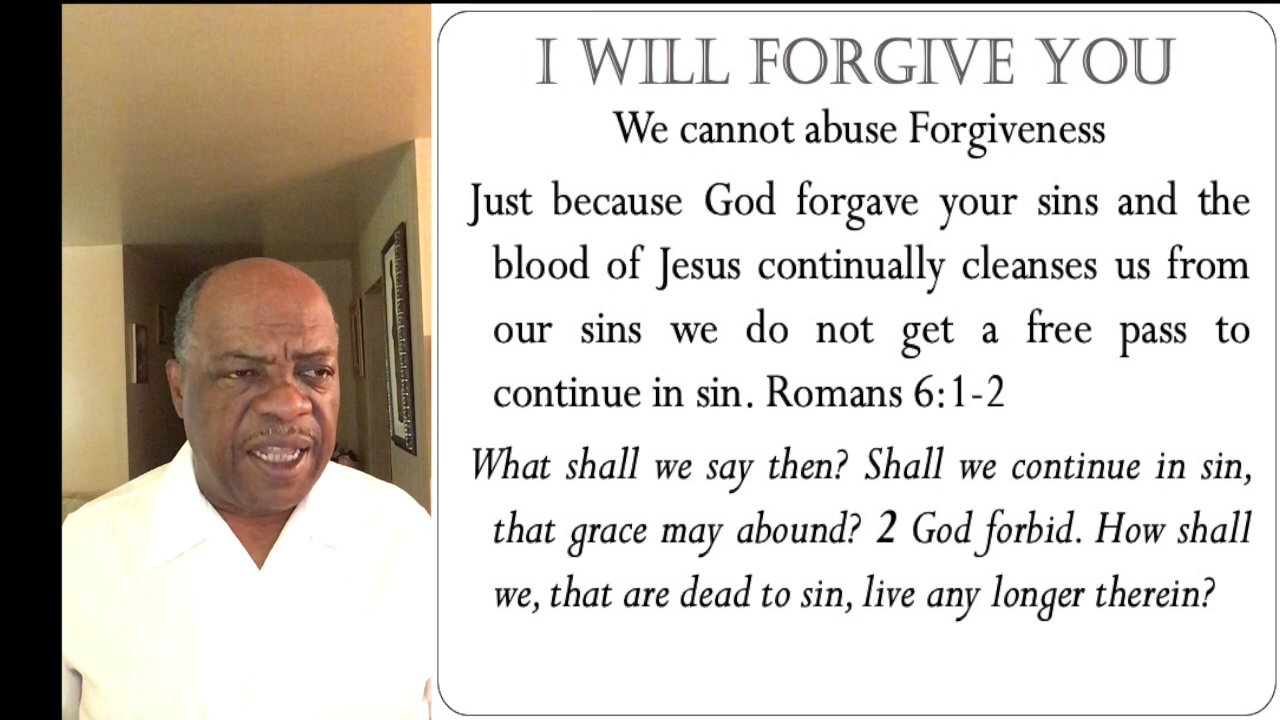 I WILL FORGIVE YOU
We cannot abuse Forgiveness
Just because God forgave your sins and the
blood of Jesus continually cleanses us from
our sins we do not get a free pass to
continue in sin. Romans 6:1-2
What shall we say then? Shall we continue in sin,
that grace may abound? 2 God forbid. How shall
we, that are dead to sin, live any longer therein?